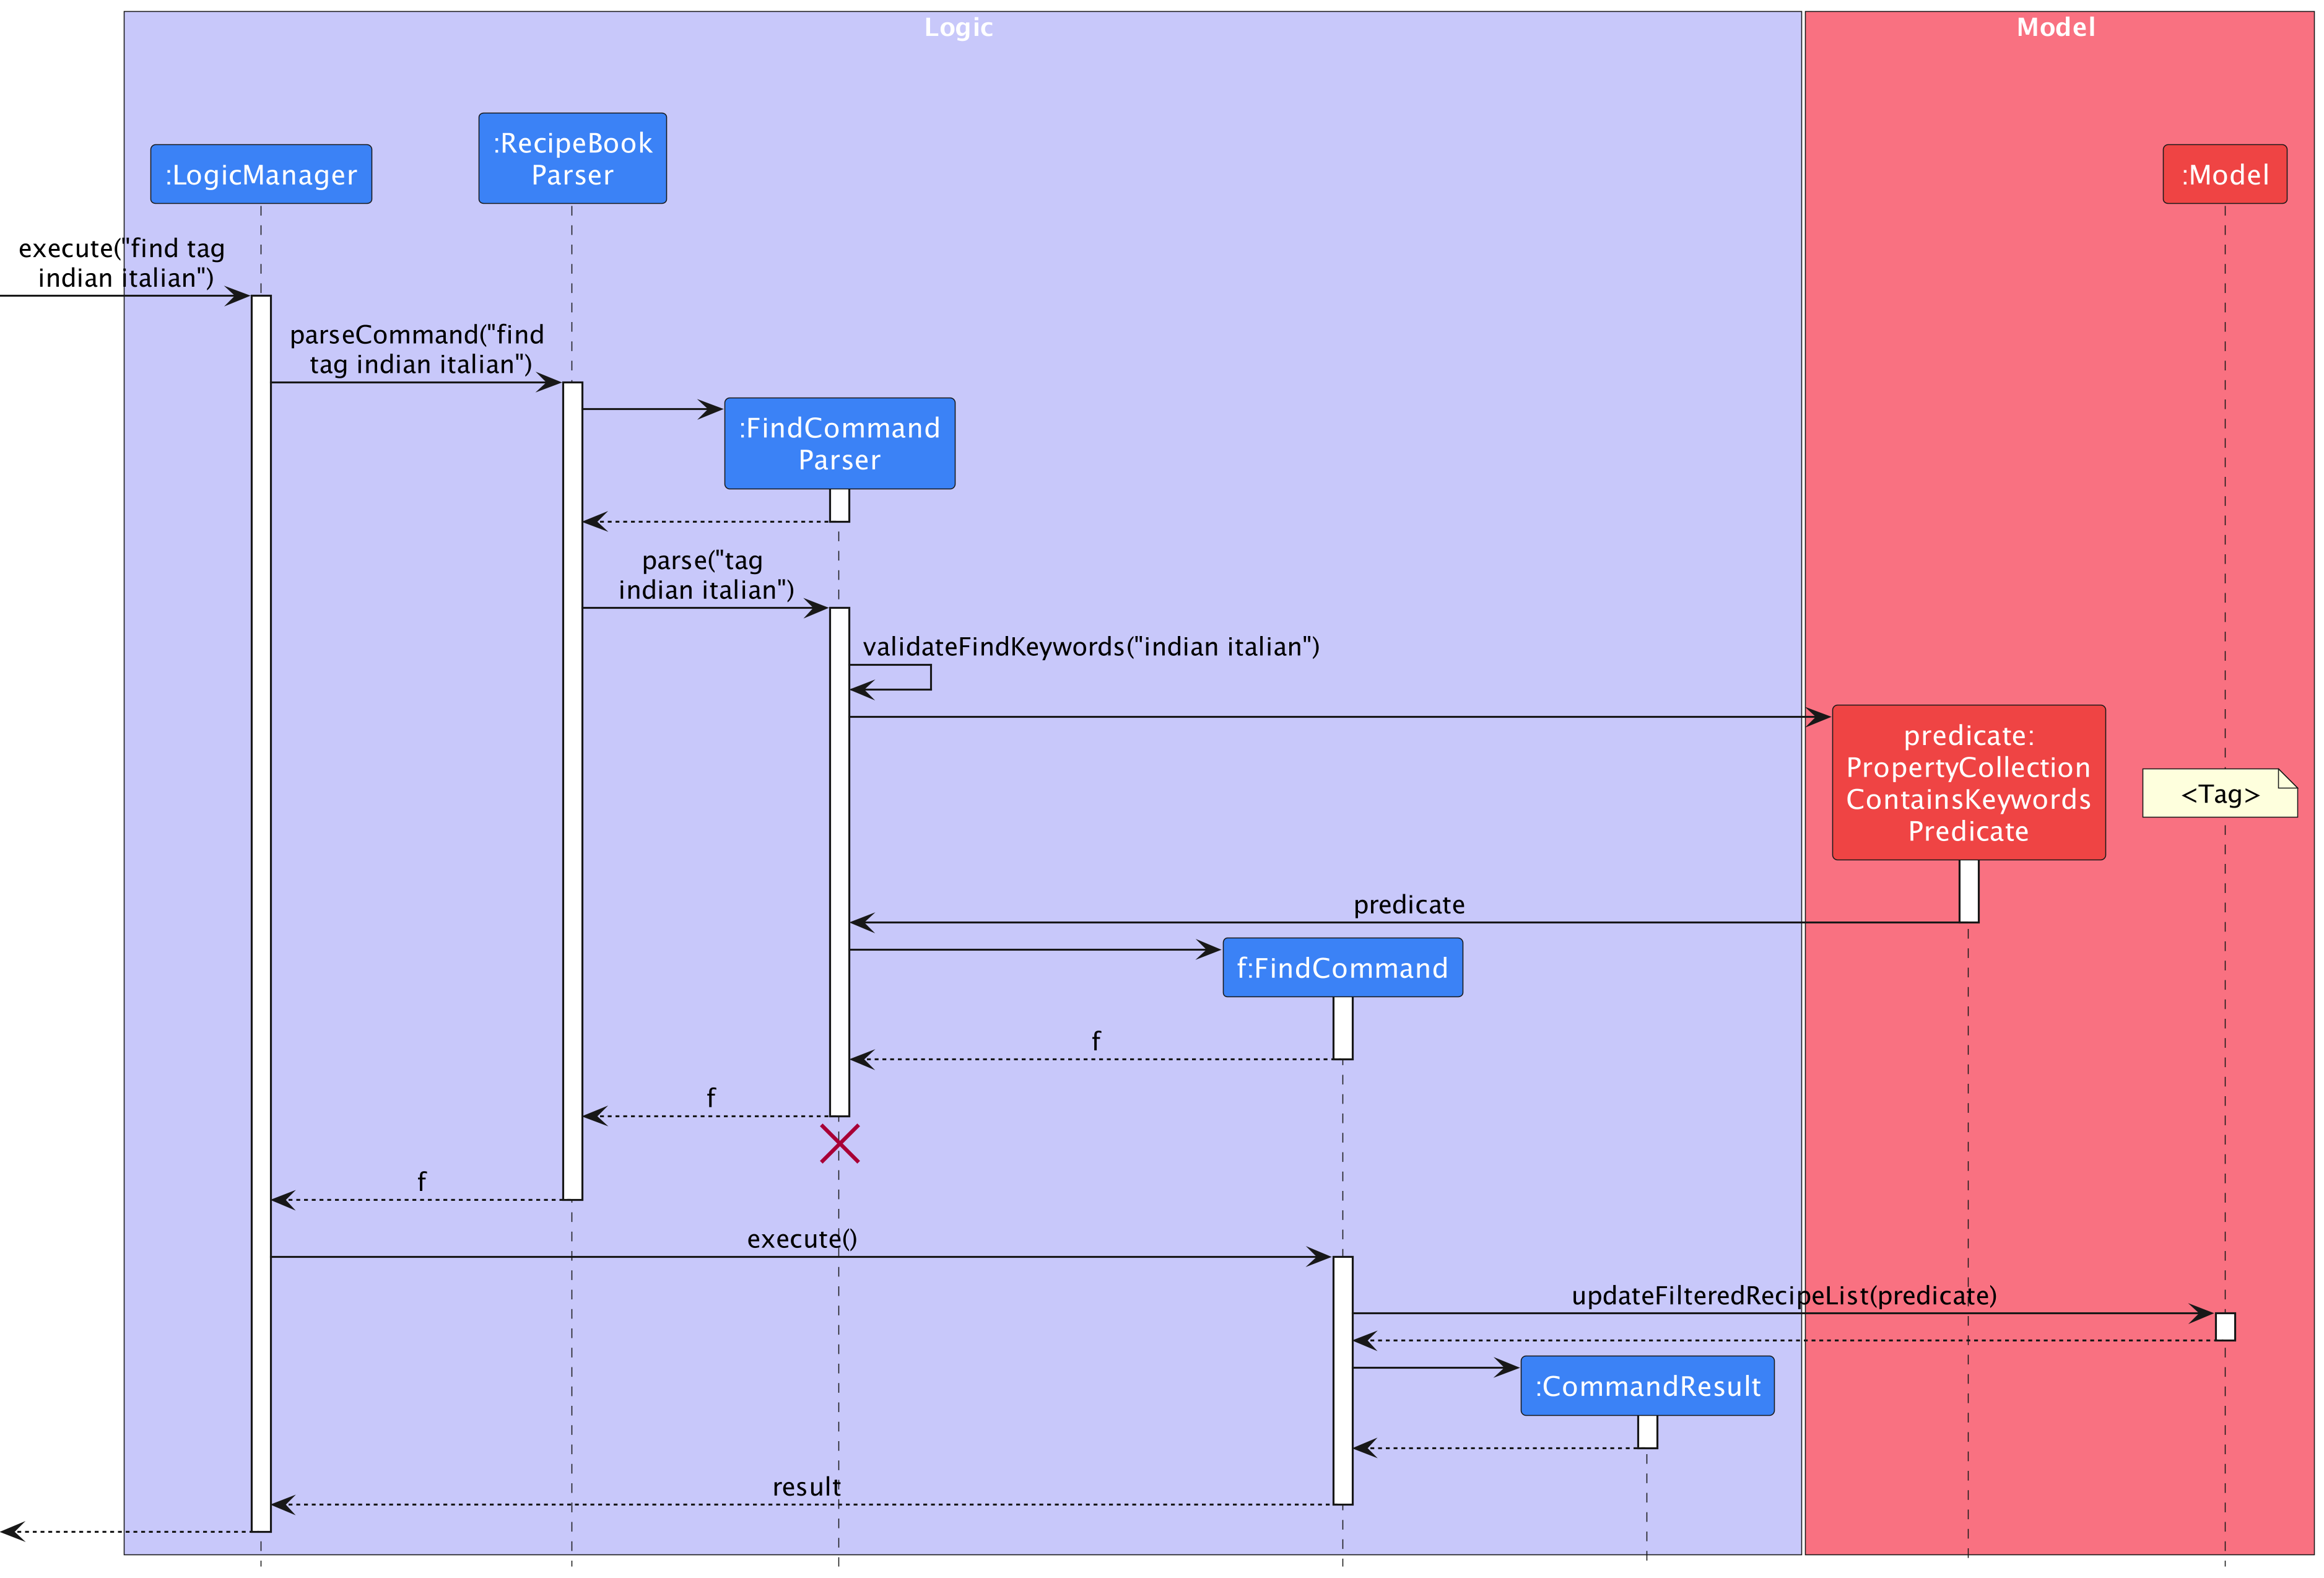 Logic
Model
:LogicManager
:RecipeBook
Parser
:Model
execute("find tag
indian italian")
parseCommand("find
tag indian italian")
:FindCommand
Parser
parse("tag
indian italian")
validateFindKeywords("indian italian")
predicate:
PropertyCollection
ContainsKeywords
Predicate
<Tag>
predicate
f:FindCommand
f
f
f
execute()
updateFilteredRecipeList(predicate)
:CommandResult
result